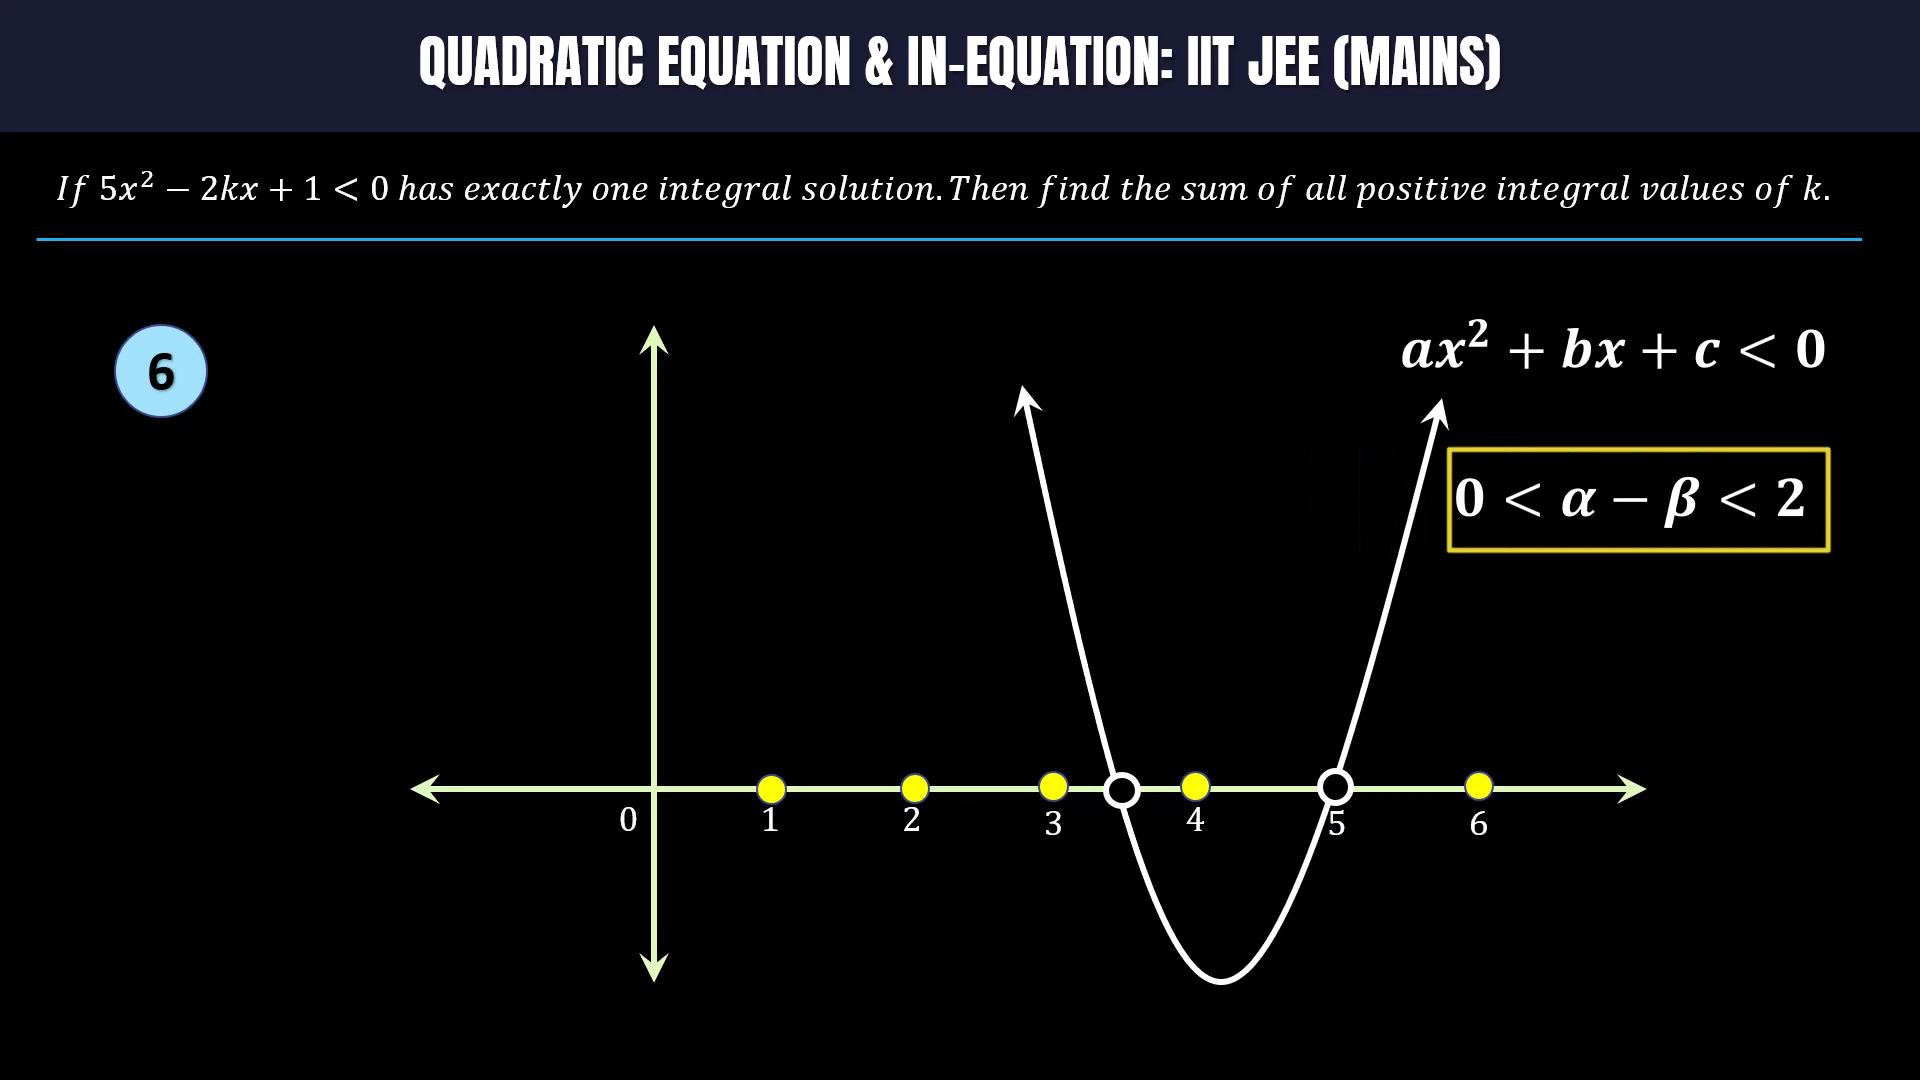 QUADRATIC EQUATION & IN-EQUATION: IIT JEE (MAINS)
If 5x² − 2kx + 1 < 0 has exactly one integral solution. Then find the sum of all positive integral values of k.
6
ax² + bx + c < 0
0 < α − β < 2
0 1 2 3 4 5 6